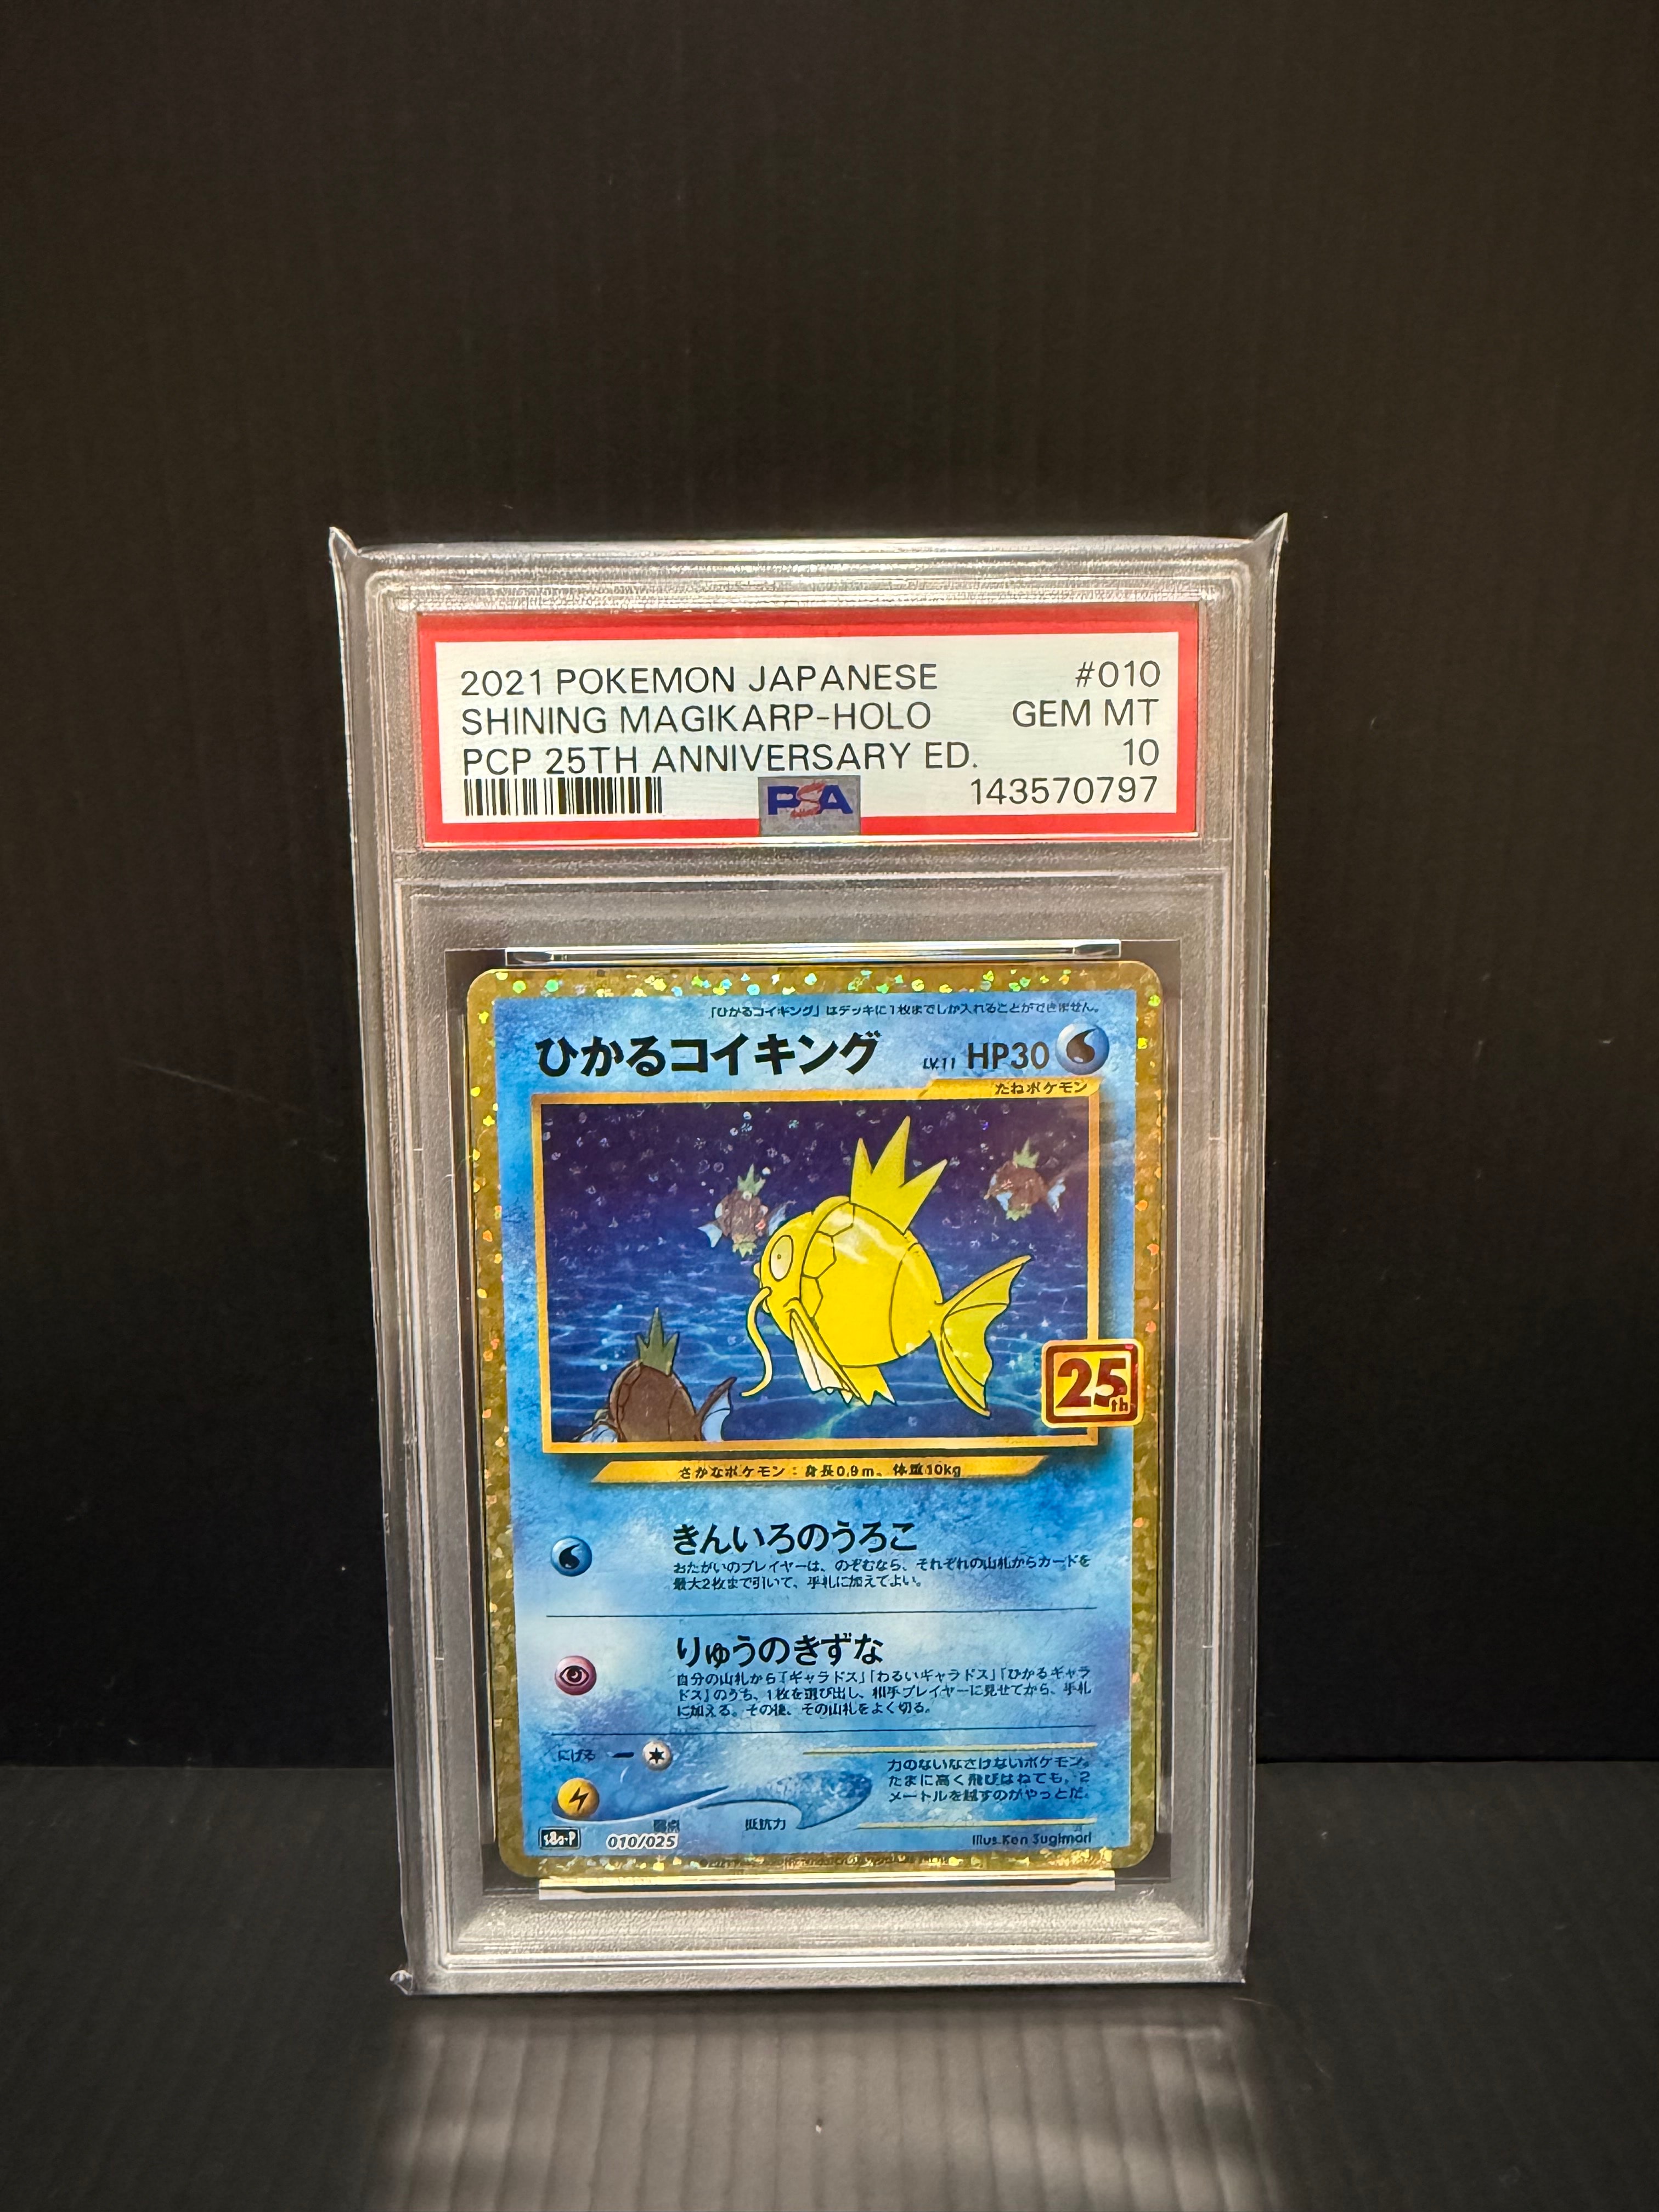 2021 POKEMON JAPANESE #010
SHINING MAGIKARP-HOLO GEM MT
PCP 25TH ANNIVERSARY ED. 10
PSA 143570797
「ひかるコイキング」はデッキに1枚までしか入れることができません。
ひかるコイキング LV.11 HP30
たねポケモン
25th
さかなポケモン:身長0.9m、体重10kg
きんいろのうろこ
おたがいのプレイヤーは、のぞむなら、それぞれの山札からカードを
最大2枚まで引いて、手札に加えてよい。
りゅうのきずな
自分の山札から「ギャラドス」「わるいギャラドス」「ひかるギャラ
ドス」のうち、1枚を選び出し、相手プレイヤーに見せてから、手札
に加える。その後、その山札をよく切る。
にげる
力のないなさけないポケモン。
たまに高く飛びはねても、2
メートルを越すのがやっとだ。
弱点 抵抗力
s8a-P 010/025 Illus. Ken Sugimori